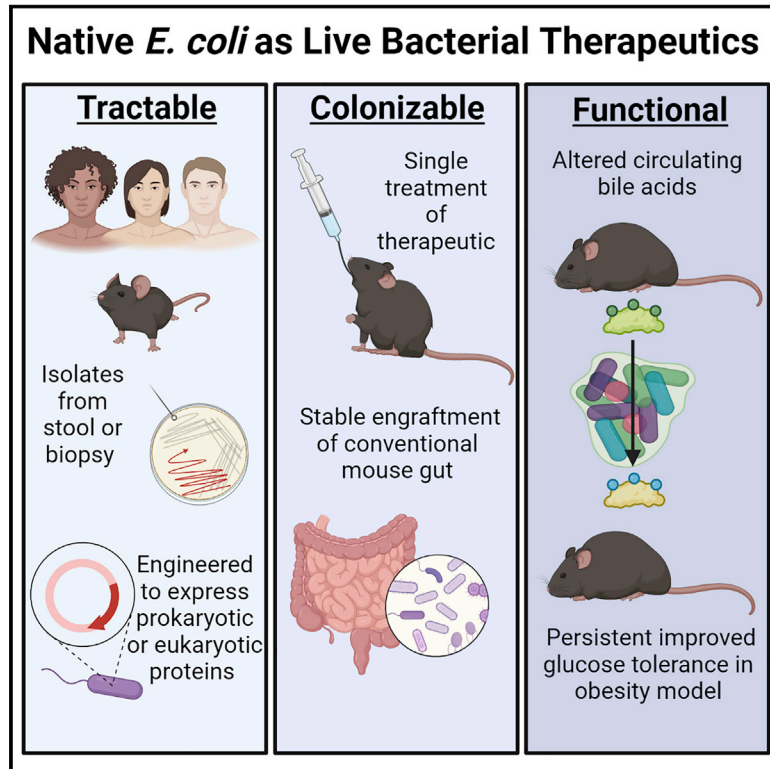 Native E. coli as Live Bacterial Therapeutics
Tractable
Isolates
from
stool or
biopsy
Engineered
to express
prokaryotic
or eukaryotic
proteins
Colonizable
Single
treatment
of
therapeutic
Stable engraftment
of conventional
mouse gut
Functional
Altered circulating
bile acids
Persistent improved
glucose tolerance in
obesity model